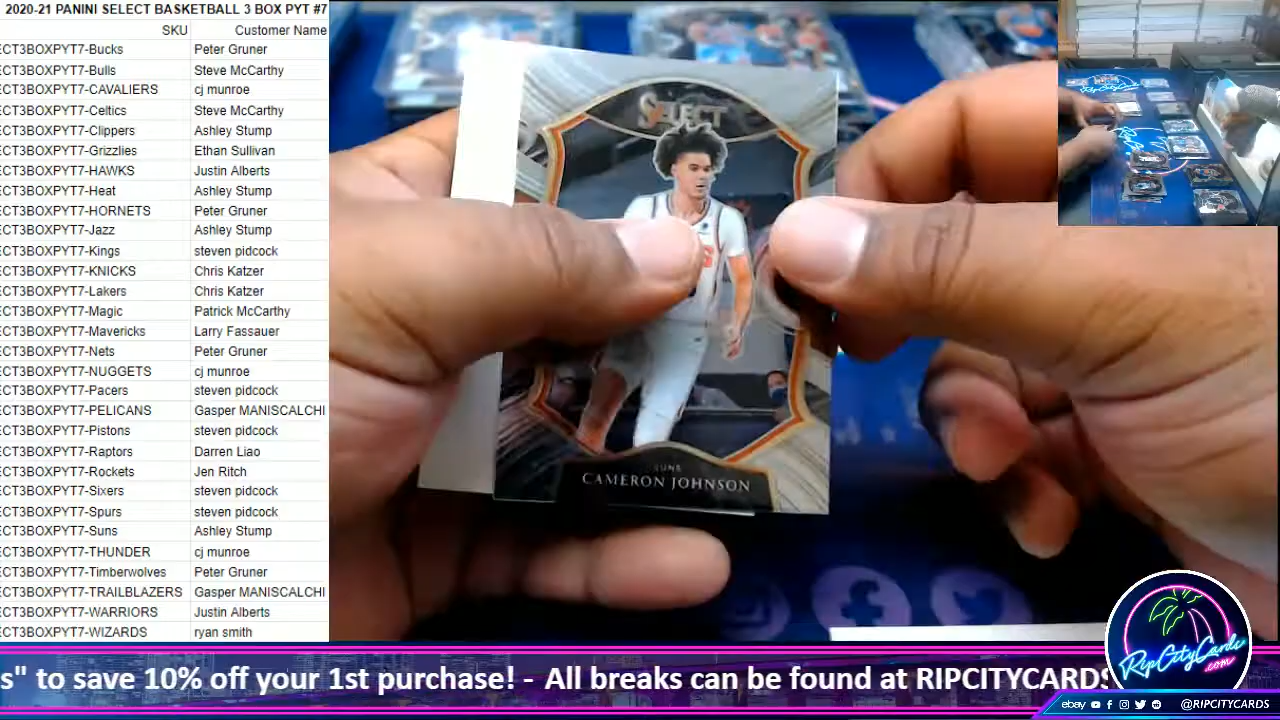 2020-21 PANINI SELECT BASKETBALL 3 BOX PYT #7
SKU Customer Name
ECT3BOXPYT7-Bucks Peter Gruner
ECT3BOXPYT7-Bulls Steve McCarthy
ECT3BOXPYT7-CAVALIERS cj munroe
ECT3BOXPYT7-Celtics Steve McCarthy
ECT3BOXPYT7-Clippers Ashley Stump
ECT3BOXPYT7-Grizzlies Ethan Sullivan
ECT3BOXPYT7-HAWKS Justin Alberts
ECT3BOXPYT7-Heat Ashley Stump
ECT3BOXPYT7-HORNETS Peter Gruner
ECT3BOXPYT7-Jazz Ashley Stump
ECT3BOXPYT7-Kings steven pidcock
ECT3BOXPYT7-KNICKS Chris Katzer
ECT3BOXPYT7-Lakers Chris Katzer
ECT3BOXPYT7-Magic Patrick McCarthy
ECT3BOXPYT7-Mavericks Larry Fassauer
ECT3BOXPYT7-Nets Peter Gruner
ECT3BOXPYT7-NUGGETS cj munroe
ECT3BOXPYT7-Pacers steven pidcock
ECT3BOXPYT7-PELICANS Gasper MANISCALCHI
ECT3BOXPYT7-Pistons steven pidcock
ECT3BOXPYT7-Raptors Darren Liao
ECT3BOXPYT7-Rockets Jen Ritch
ECT3BOXPYT7-Sixers steven pidcock
ECT3BOXPYT7-Spurs steven pidcock
ECT3BOXPYT7-Suns Ashley Stump
ECT3BOXPYT7-THUNDER cj munroe
ECT3BOXPYT7-Timberwolves Peter Gruner
ECT3BOXPYT7-TRAILBLAZERS Gasper MANISCALCHI
ECT3BOXPYT7-WARRIORS Justin Alberts
ECT3BOXPYT7-WIZARDS ryan smith
SELECT
SUNS
CAMERON JOHNSON
s" to save 10% off your 1st purchase! - All breaks can be found at RIPCITYCARDS
RipCityCards
.com
ebay @RIPCITYCARDS